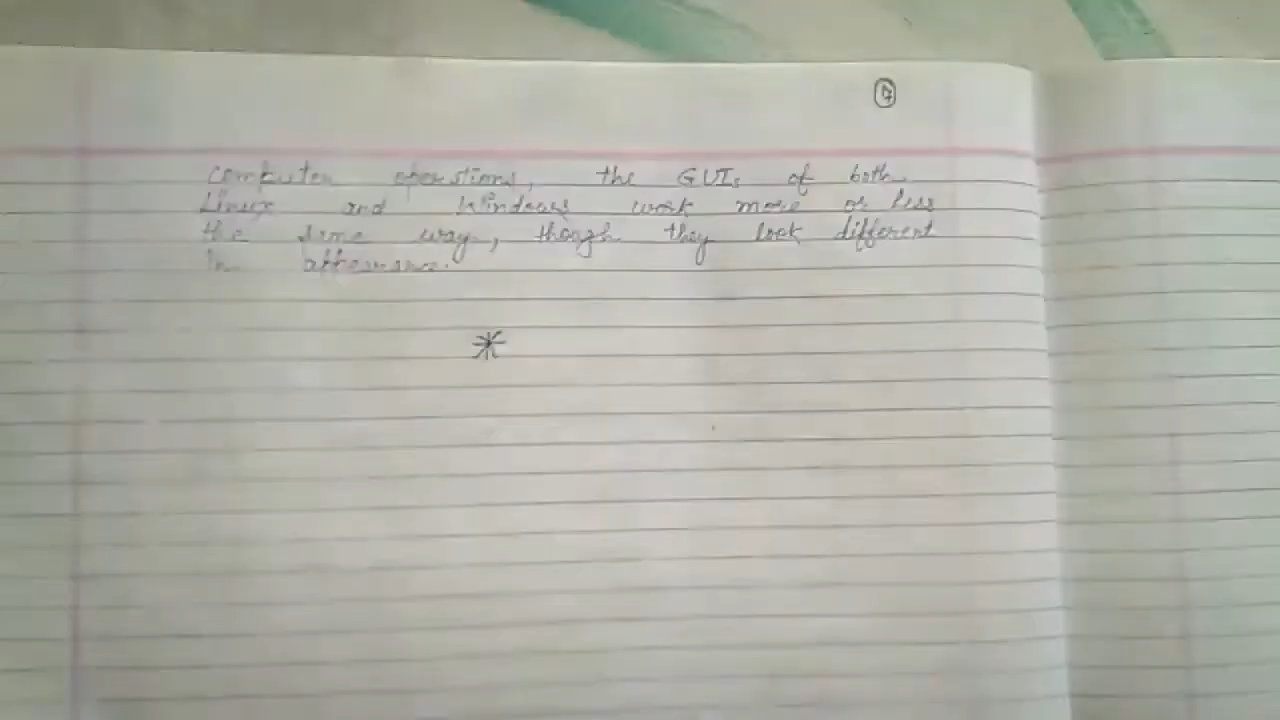 computer operations, the GUIs of both
Linux and Windows work more or less
the same way, though they look different
in appearance.
*